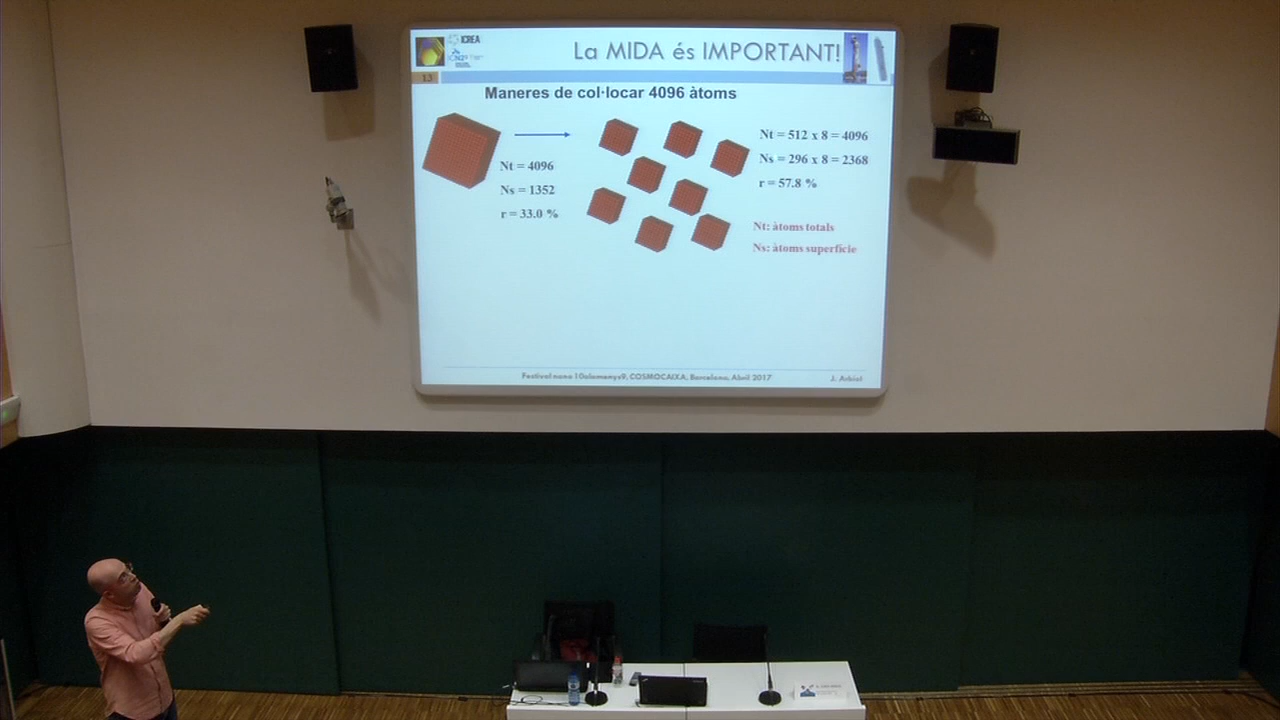 ICREA
La MIDA és IMPORTANT!
13
Maneres de col·locar 4096 àtoms
Nt = 4096
Ns = 1352
r = 33.0 %
Nt = 512 x 8 = 4096
Ns = 296 x 8 = 2368
r = 57.8 %
Nt: àtoms totals
Ns: àtoms superfície
Festival nano 10alamenys9, COSMOCAIXA, Barcelona, Abril 2017
J. Arbiol